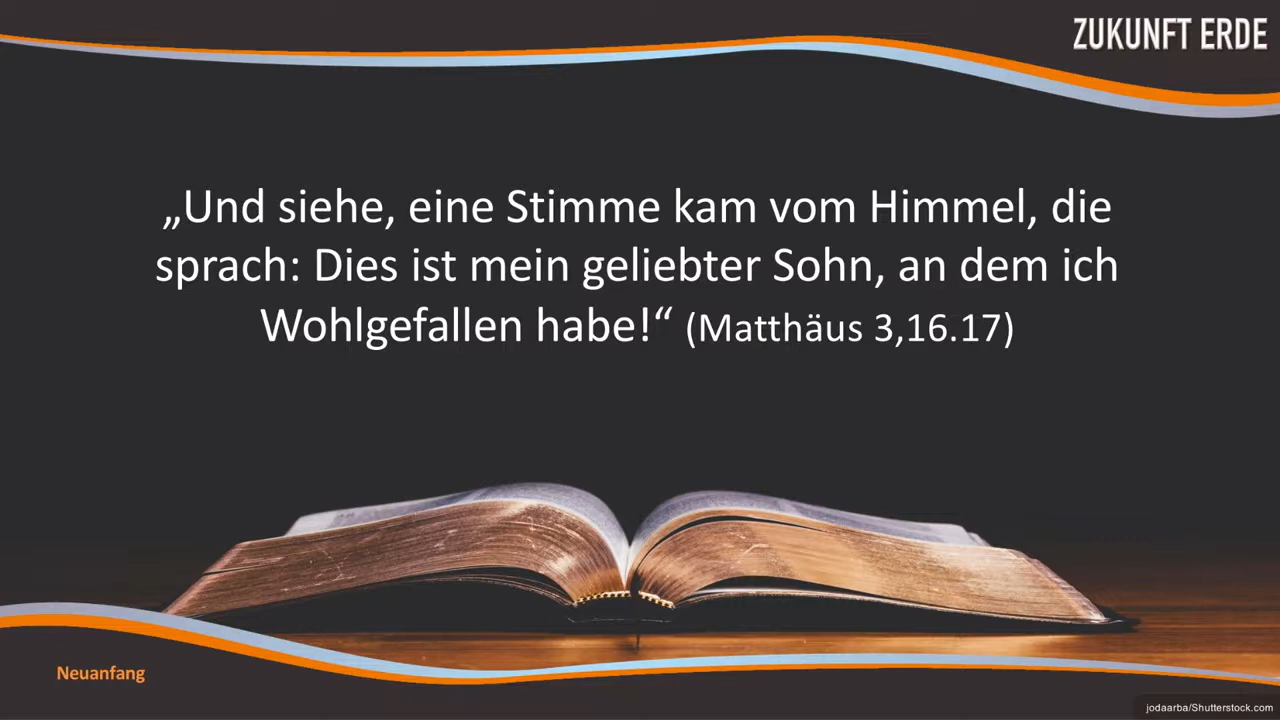 ZUKUNFT ERDE
„Und siehe, eine Stimme kam vom Himmel, die
sprach: Dies ist mein geliebter Sohn, an dem ich
Wohlgefallen habe!“ (Matthäus 3,16.17)
Neuanfang
jodaarba/Shutterstock.com